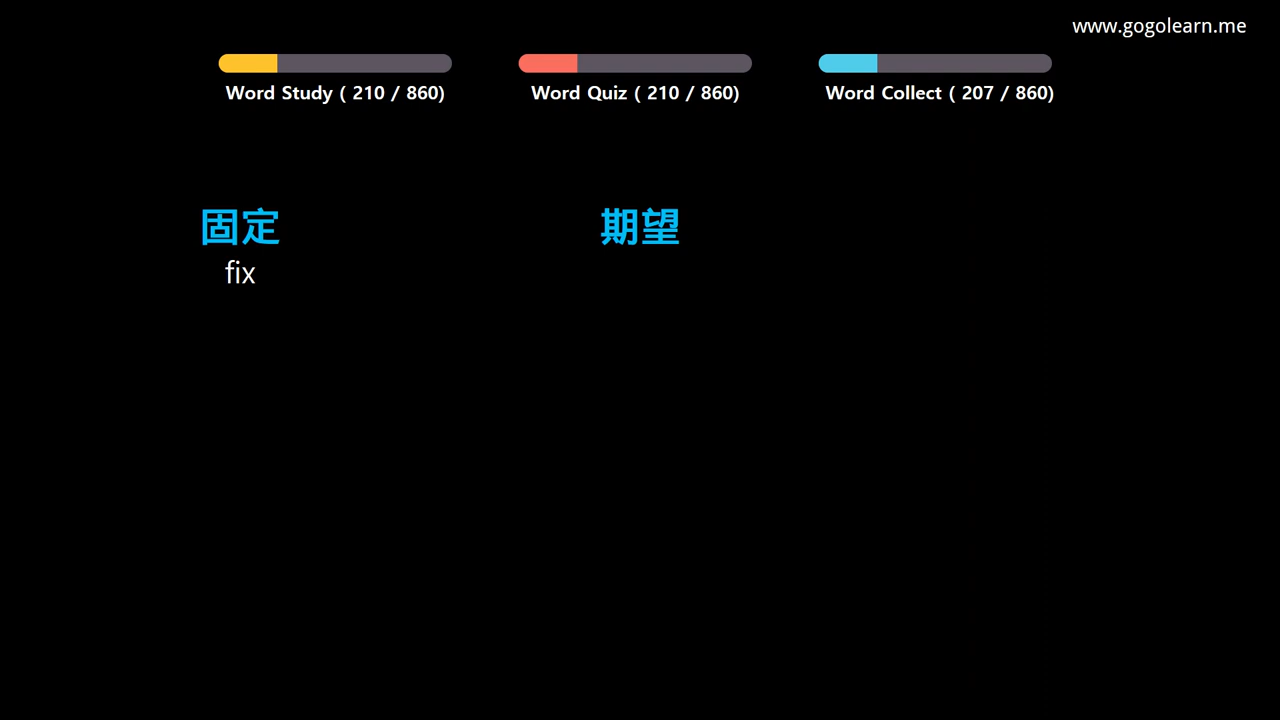 www.gogolearn.me
Word Study ( 210 / 860)
Word Quiz ( 210 / 860)
Word Collect ( 207 / 860)
固定
期望
fix